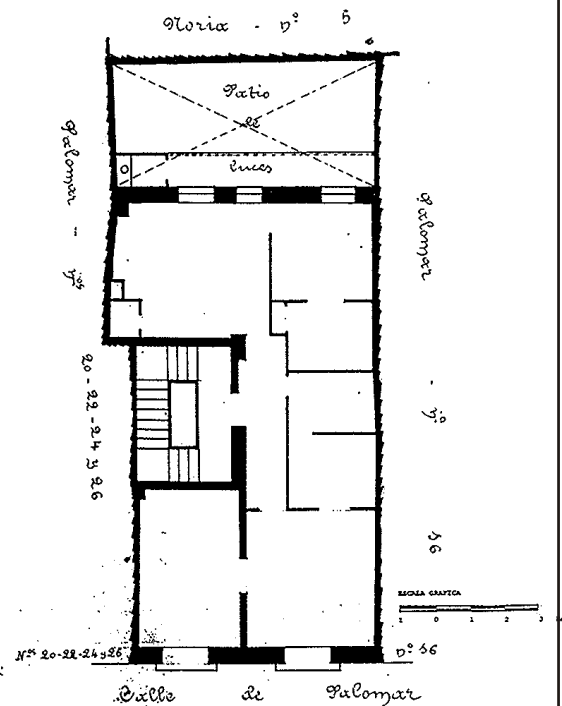 Noria - Nº 5
Patio
de
Luces
Palomar - Nºs
20-22-24 y 26
Palomar - Nº
56
ESCALA GRAFICA
1 0 1 2 3
Nºs 20-22-24 y 26
Nº 56
Calle de Palomar